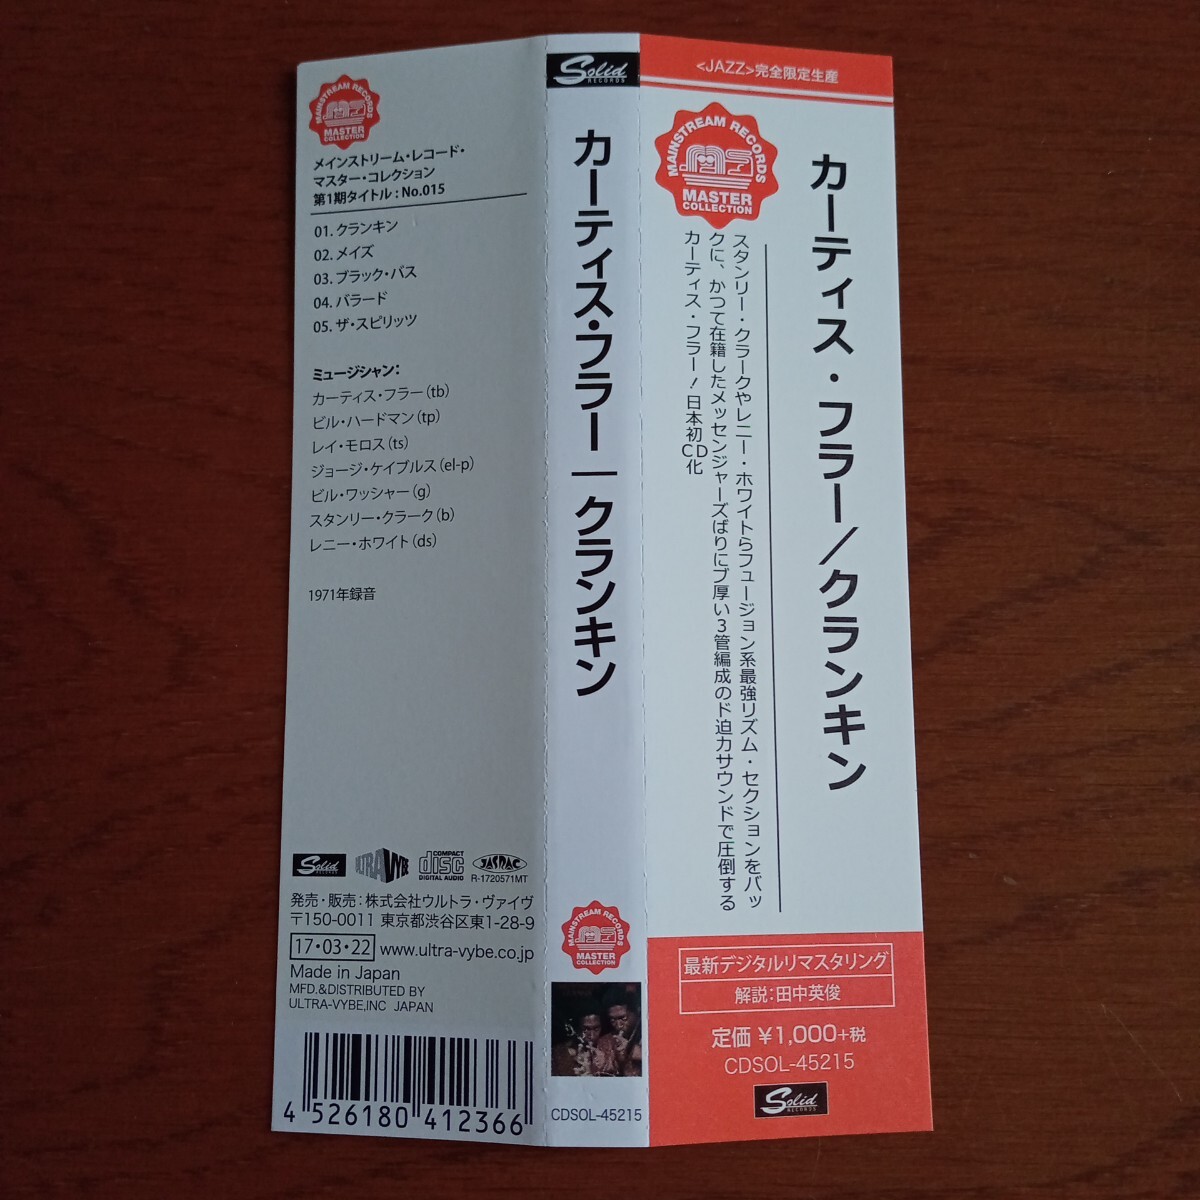 MAINSTREAM RECORDS
MASTER
COLLECTION
メインストリーム・レコード・
マスター・コレクション
第1期タイトル：No.015
01. クランキン
02. メイズ
03. ブラック・バス
04. バラード
05. ザ・スピリッツ
ミュージシャン：
カーティス・フラー(tb)
ビル・ハードマン(tp)
レイ・モロス(ts)
ジョージ・ケイブルス(el-p)
ビル・ワッシャー(g)
スタンリー・クラーク(b)
レニー・ホワイト(ds)
1971年録音
Solid
RECORDS
ULTRA VYBE
COMPACT
disc
DIGITAL AUDIO
JASRAC
R-1720571MT
発売・販売：株式会社ウルトラ・ヴァイヴ
〒150-0011 東京都渋谷区東1-28-9
17・03・22 www.ultra-vybe.co.jp
Made in Japan
MFD.&DISTRIBUTED BY
ULTRA-VYBE,INC JAPAN
4 526180 412366
Solid
RECORDS
カーティス・フラー｜クランキン
MAINSTREAM RECORDS
MASTER
COLLECTION
CDSOL-45215
<JAZZ>完全限定生産
MAINSTREAM RECORDS
MASTER
COLLECTION
カーティス・フラー／クランキン
スタンリー・クラークやレニー・ホワイトらフュージョン系最強リズム・セクションをバッ
クに、かつて在籍したメッセンジャーズばりにブ厚い3管編成のド迫力サウンドで圧倒する
カーティス・フラー！日本初CD化
最新デジタルリマスタリング
解説：田中英俊
定価 ¥1,000+税
CDSOL-45215
Solid
RECORDS